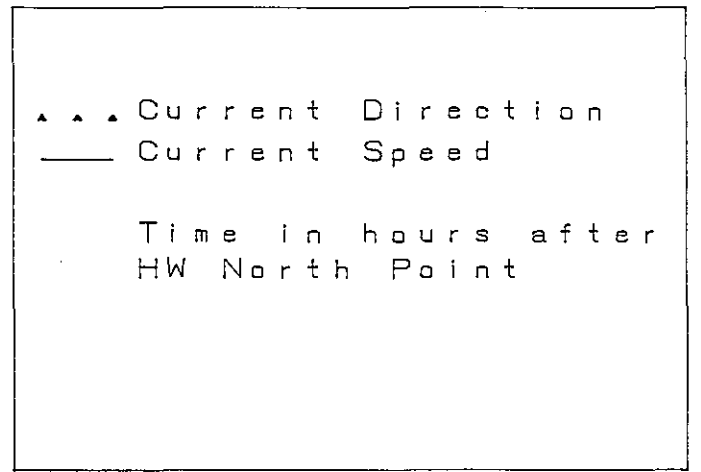 Current Direction
Current Speed
Time in hours after
HW North Point